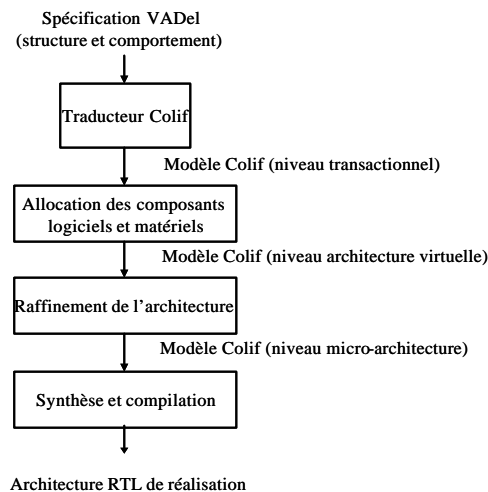 Spécification VADel
(structure et comportement)
Traducteur Colif
Modèle Colif (niveau transactionnel)
Allocation des composants
logiciels et matériels
Modèle Colif (niveau architecture virtuelle)
Raffinement de l'architecture
Modèle Colif (niveau micro-architecture)
Synthèse et compilation
Architecture RTL de réalisation